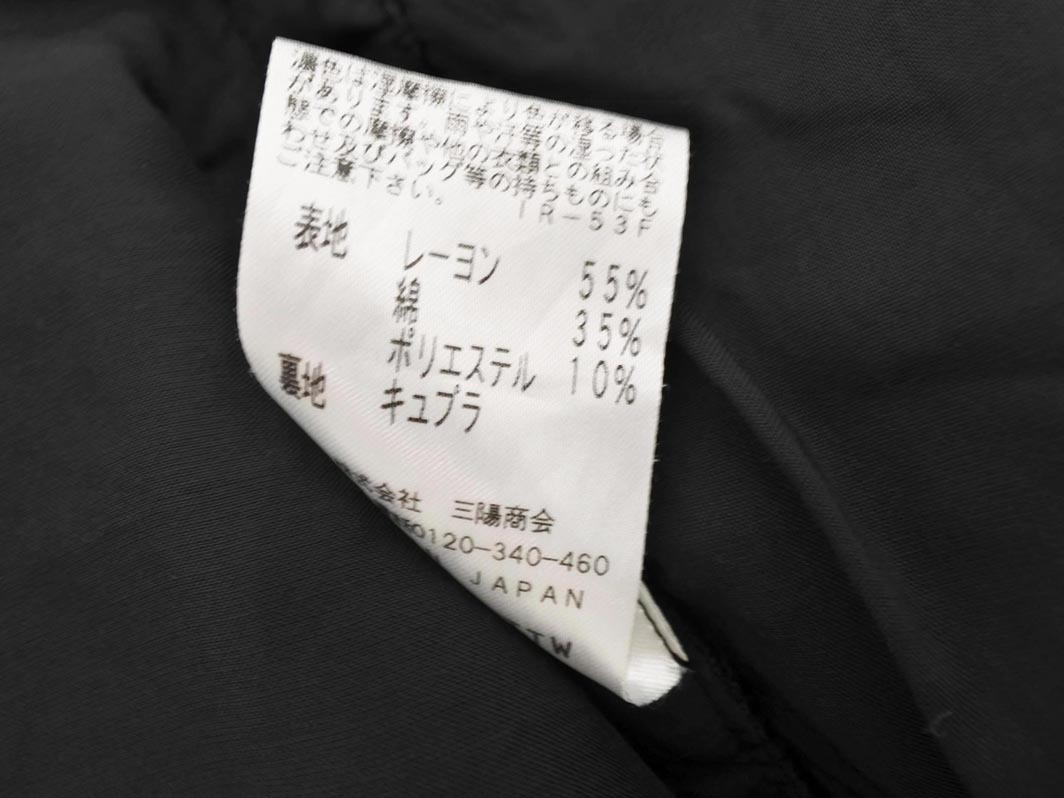 濃色は湿摩擦により色が移る場合
があります。雨や汗等の湿った状
態での摩擦や他の衣類との組み合
わせ及びバッグ等の持ちものにも
ご注意下さい。 IR-53F
表地 レーヨン 55%
綿 35%
ポリエステル 10%
裏地 キュプラ
会社 三陽商会
0120-340-460
JAPAN
TW